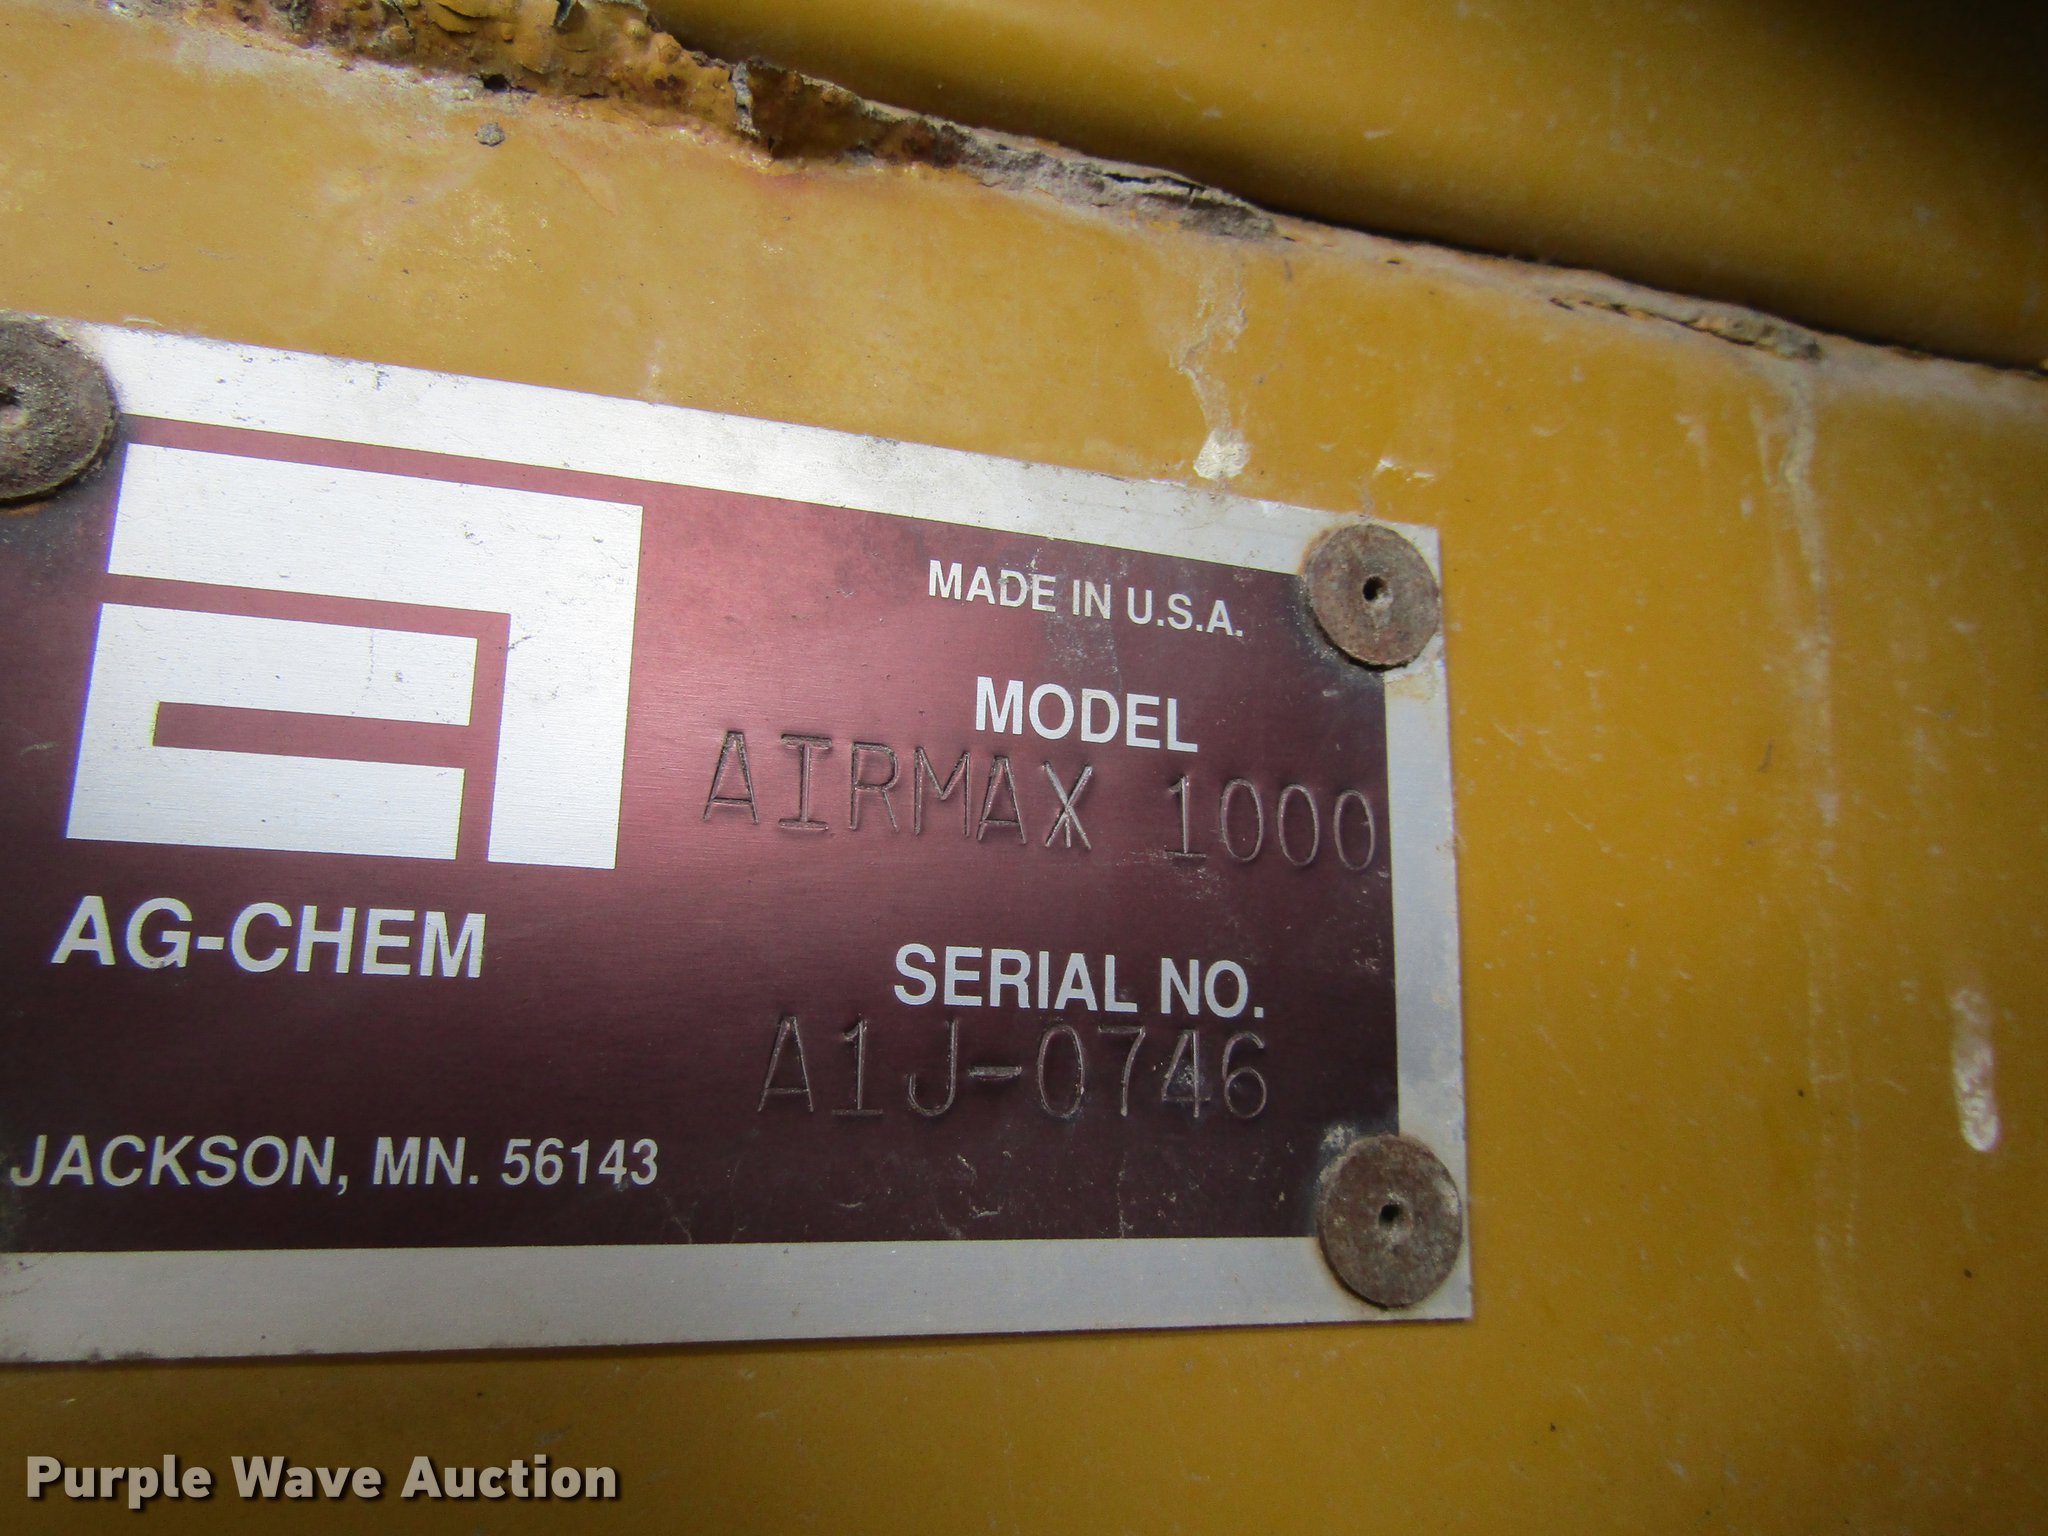 MADE IN U.S.A.
MODEL
AIRMAX 1000
AG-CHEM
SERIAL NO.
A1J-0746
JACKSON, MN. 56143
Purple Wave Auction